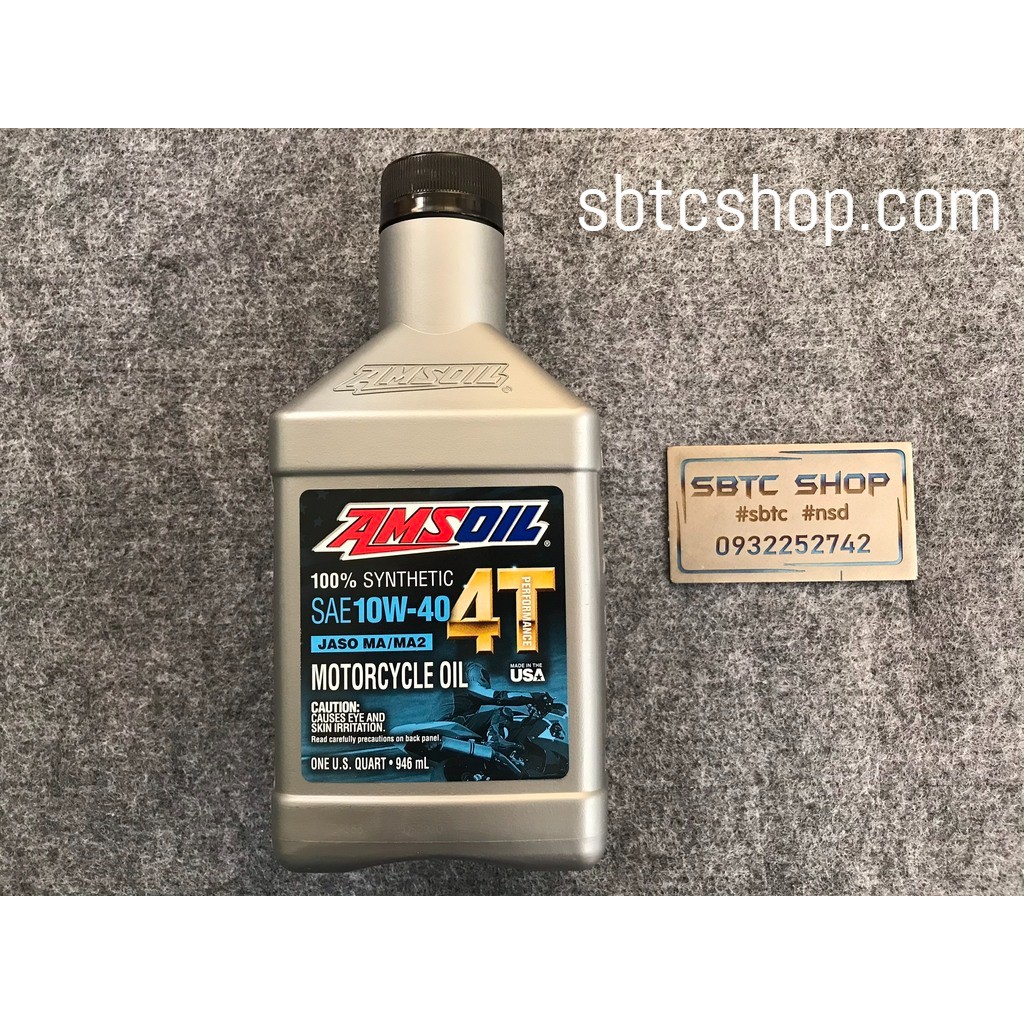 sbtcshop.com
AMSOIL®
AMSOIL®
100% SYNTHETIC
SAE 10W-40
4T
PERFORMANCE
JASO MA/MA2
MOTORCYCLE OIL
MADE IN THE
USA
CAUTION:
CAUSES EYE AND
SKIN IRRITATION.
Read carefully precautions on back panel.
ONE U.S. QUART • 946 mL
SBTC SHOP
#sbtc #nsd
0932252742